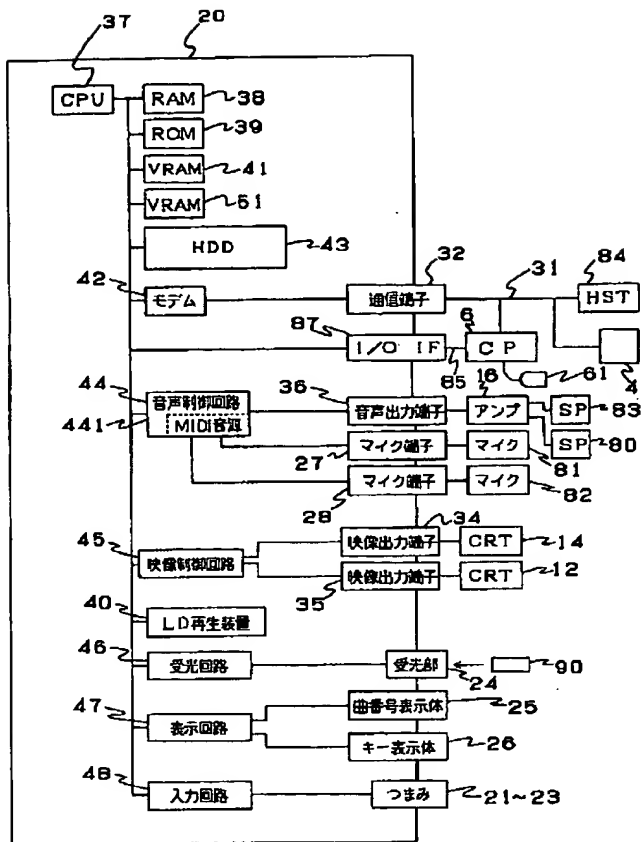 20
37
CPU
RAM
38
ROM
39
VRAM
41
VRAM
51
HDD
43
42
モデム
32
通信端子
31
84
HST
87
I/O IF
85
6
CP
61
4
44
音声制御回路
441
MIDI音源
36
音声出力端子
16
アンプ
SP
83
SP
80
27
マイク端子
マイク
81
28
マイク端子
マイク
82
45
映像制御回路
34
映像出力端子
CRT
14
35
映像出力端子
CRT
12
40
LD再生装置
46
受光回路
受光部
24
90
47
表示回路
曲番号表示体
25
キー表示体
26
48
入力回路
つまみ
21~23